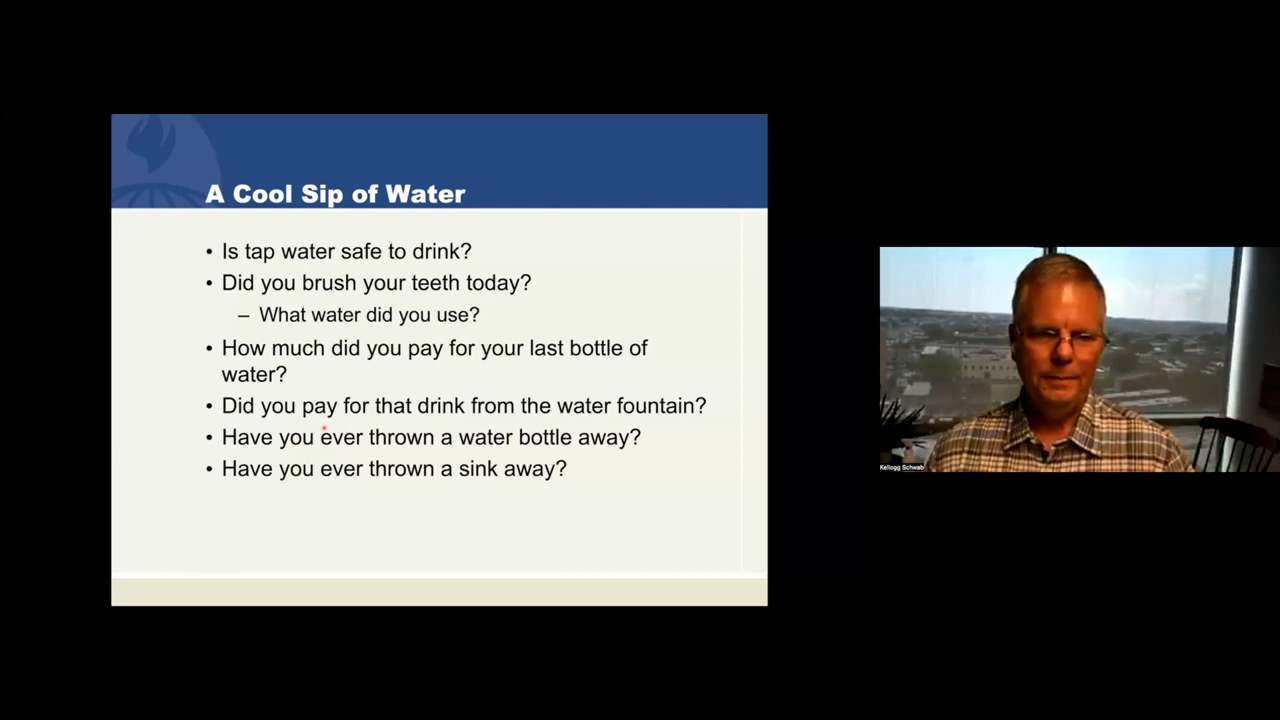 A Cool Sip of Water
• Is tap water safe to drink?
• Did you brush your teeth today?
– What water did you use?
• How much did you pay for your last bottle of
water?
• Did you pay for that drink from the water fountain?
• Have you ever thrown a water bottle away?
• Have you ever thrown a sink away?
Kellogg Schwab